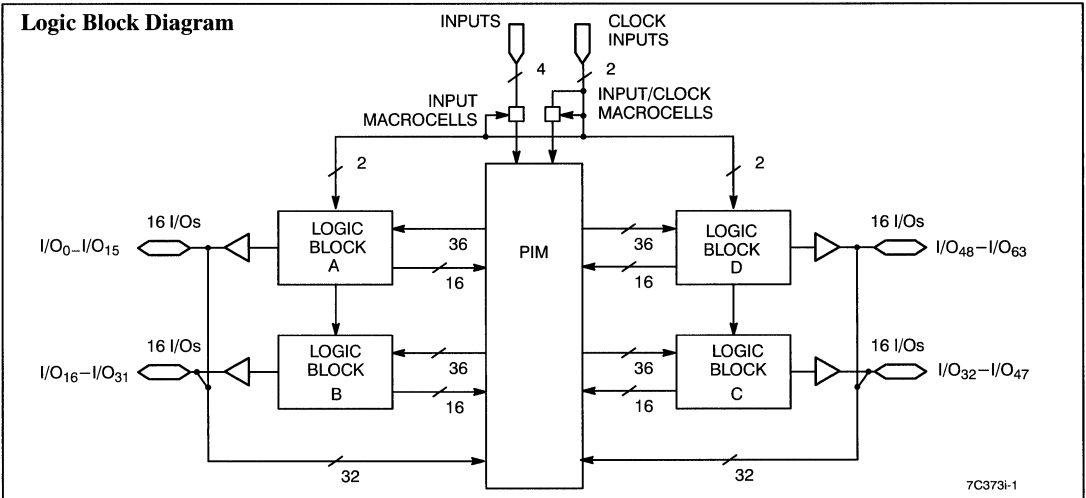 Logic Block Diagram
INPUTS
CLOCK
INPUTS
4
2
INPUT
MACROCELLS
INPUT/CLOCK
MACROCELLS
2
2
16 I/Os
I/O0–I/O15
LOGIC
BLOCK
A
36
16
PIM
36
16
LOGIC
BLOCK
D
16 I/Os
I/O48–I/O63
16 I/Os
I/O16–I/O31
LOGIC
BLOCK
B
36
16
36
16
LOGIC
BLOCK
C
16 I/Os
I/O32–I/O47
32
32
7C373i-1